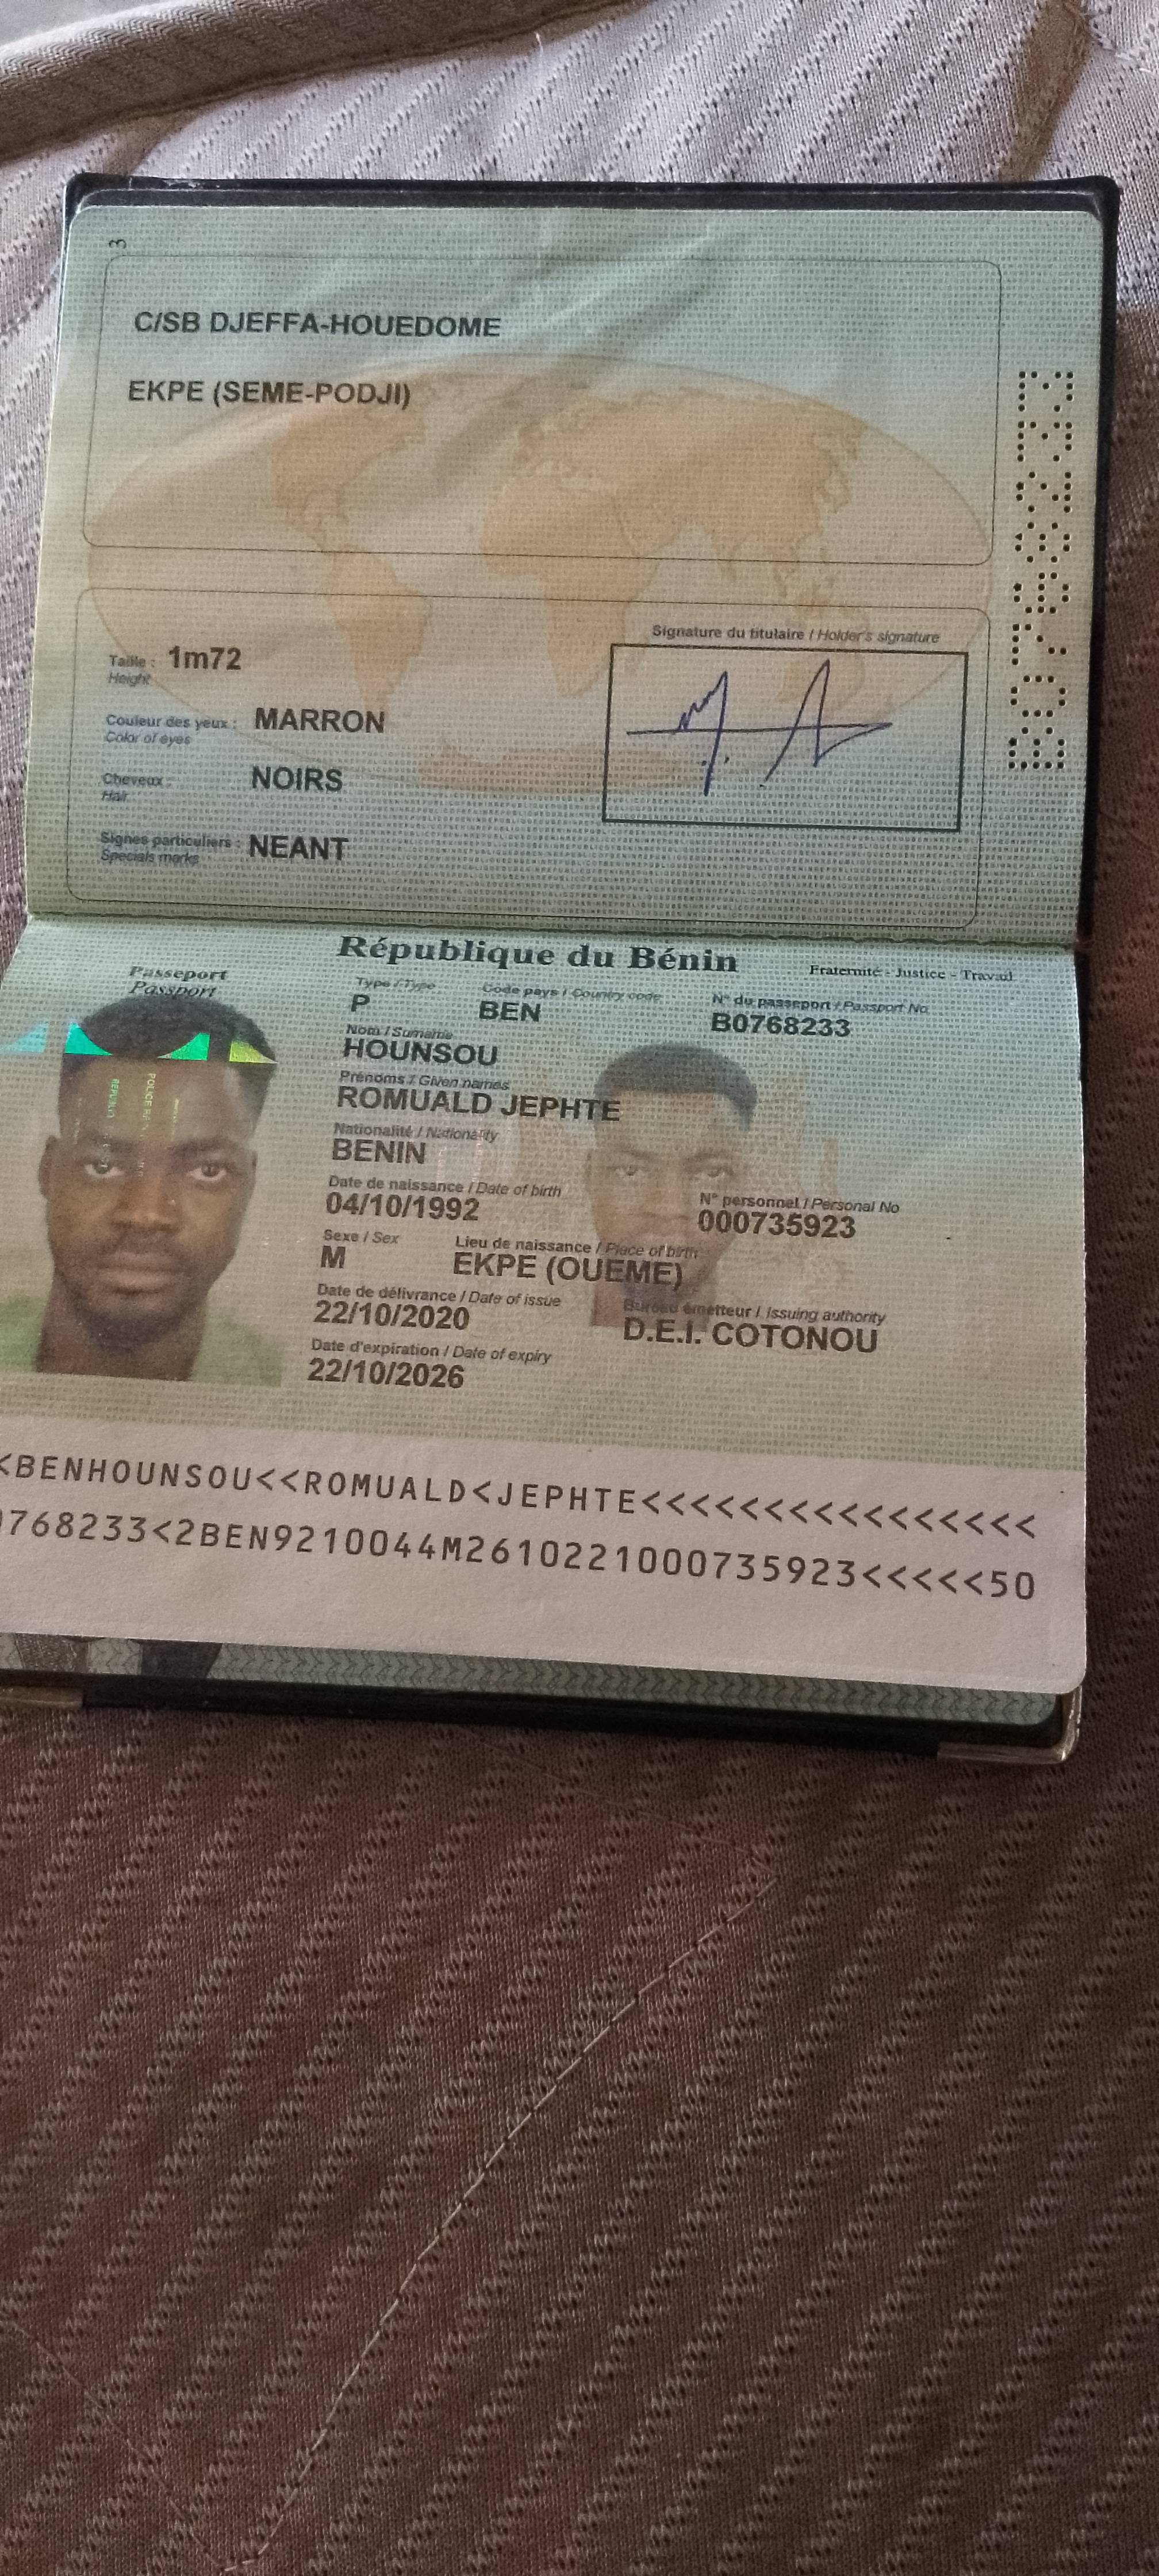 3
C/SB DJEFFA-HOUEDOME
EKPE (SEME-PODJI)
B0768233
Signature du titulaire / Holder's signature
Taille : 1m72
Height
Couleur des yeux : MARRON
Color of eyes
Cheveux : NOIRS
Hair
Signes particuliers : NEANT
Specials marks
République du Bénin
Fraternité - Justice - Travail
Passeport
Passport
Type / Type Code pays / Country code N° du passeport / Passport No
P BEN B0768233
Nom / Surname
HOUNSOU
Prénoms / Given names
ROMUALD JEPHTE
Nationalité / Nationality
BENIN
Date de naissance / Date of birth N° personnel / Personal No
04/10/1992 000735923
Sexe / Sex Lieu de naissance / Place of birth
M EKPE (OUEME)
Date de délivrance / Date of issue Bureau émetteur / Issuing authority
22/10/2020 D.E.I. COTONOU
Date d'expiration / Date of expiry
22/10/2026
<BENHOUNSOU<<ROMUALD<JEPHTE<<<<<<<<<<<<<<<<
768233<2BEN9210044M2610221000735923<<<<<50